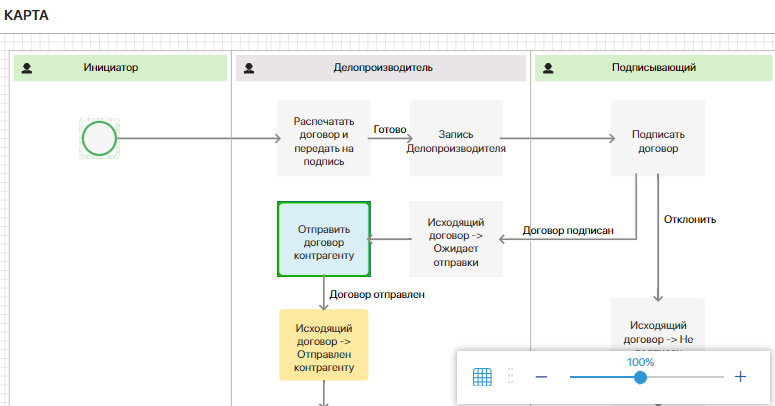 КАРТА
Инициатор
Делопроизводитель
Подписывающий
Распечатать
договор и
передать на
подпись
Готово
Запись
Делопроизводителя
Подписать
договор
Отправить
договор
контрагенту
Исходящий
договор ->
Ожидает
отправки
Договор подписан
Отклонить
Договор отправлен
Исходящий
договор ->
Отправлен
контрагенту
Исходящий
договор -> Не
100%